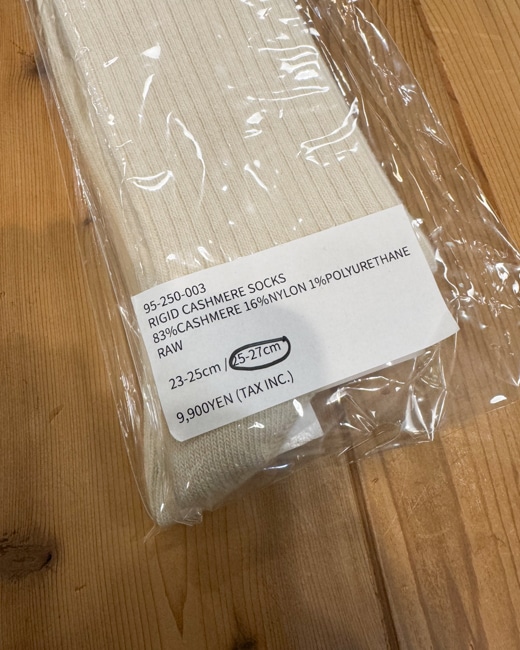 95-250-003
RIGID CASHMERE SOCKS
83%CASHMERE 16%NYLON 1%POLYURETHANE
RAW
23-25cm / 25-27cm
9,900YEN (TAX INC.)